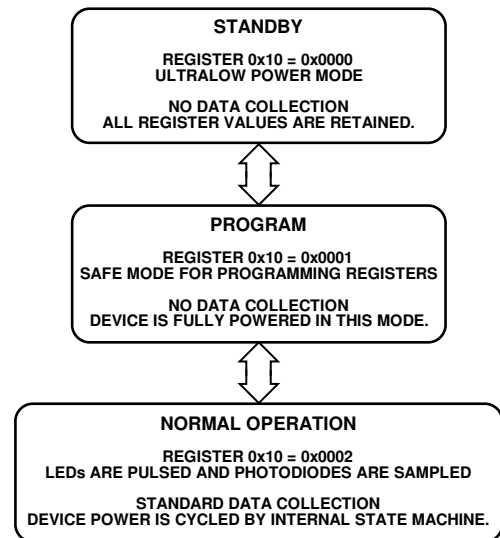 STANDBY
REGISTER 0x10 = 0x0000
ULTRALOW POWER MODE
NO DATA COLLECTION
ALL REGISTER VALUES ARE RETAINED.
PROGRAM
REGISTER 0x10 = 0x0001
SAFE MODE FOR PROGRAMMING REGISTERS
NO DATA COLLECTION
DEVICE IS FULLY POWERED IN THIS MODE.
NORMAL OPERATION
REGISTER 0x10 = 0x0002
LEDs ARE PULSED AND PHOTODIODES ARE SAMPLED
STANDARD DATA COLLECTION
DEVICE POWER IS CYCLED BY INTERNAL STATE MACHINE.